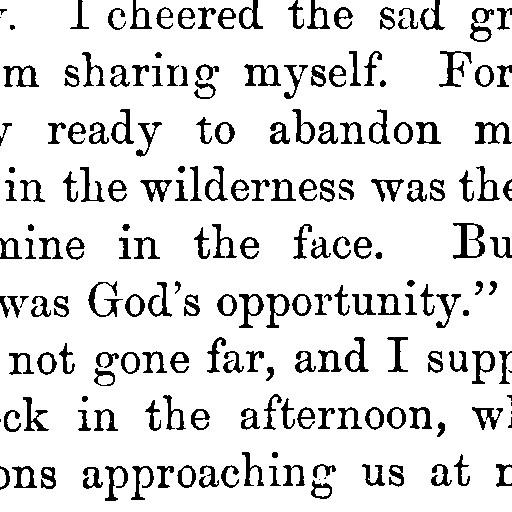 . I cheered the sad gr
m sharing myself. For
y ready to abandon m
in the wilderness was the
mine in the face. Bu
was God's opportunity."
not gone far, and I supp
ck in the afternoon, wh
ons approaching us at